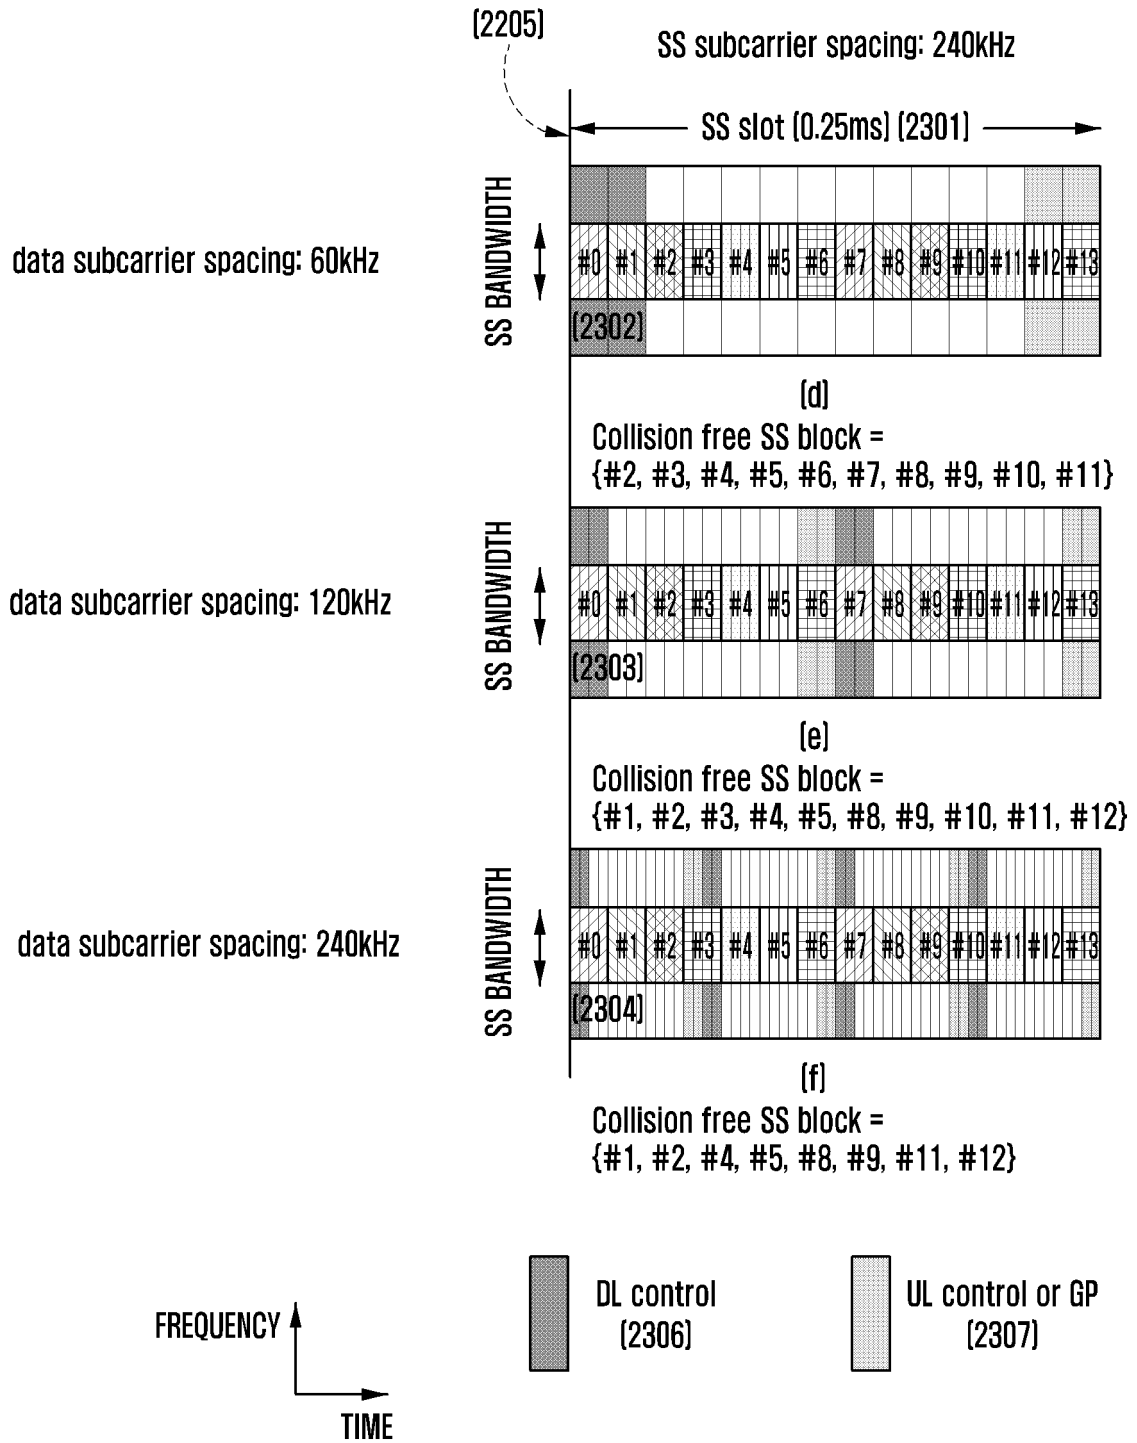 (2205)
SS subcarrier spacing: 240kHz
SS slot (0.25ms) (2301)
data subcarrier spacing: 60kHz
SS BANDWIDTH
#0 #1 #2 #3 #4 #5 #6 #7 #8 #9 #10 #11 #12 #13
(2302)
(d)
Collision free SS block =
{#2, #3, #4, #5, #6, #7, #8, #9, #10, #11}
data subcarrier spacing: 120kHz
SS BANDWIDTH
#0 #1 #2 #3 #4 #5 #6 #7 #8 #9 #10 #11 #12 #13
(2303)
(e)
Collision free SS block =
{#1, #2, #3, #4, #5, #8, #9, #10, #11, #12}
data subcarrier spacing: 240kHz
SS BANDWIDTH
#0 #1 #2 #3 #4 #5 #6 #7 #8 #9 #10 #11 #12 #13
(2304)
(f)
Collision free SS block =
{#1, #2, #4, #5, #8, #9, #11, #12}
DL control
(2306)
UL control or GP
(2307)
FREQUENCY
TIME